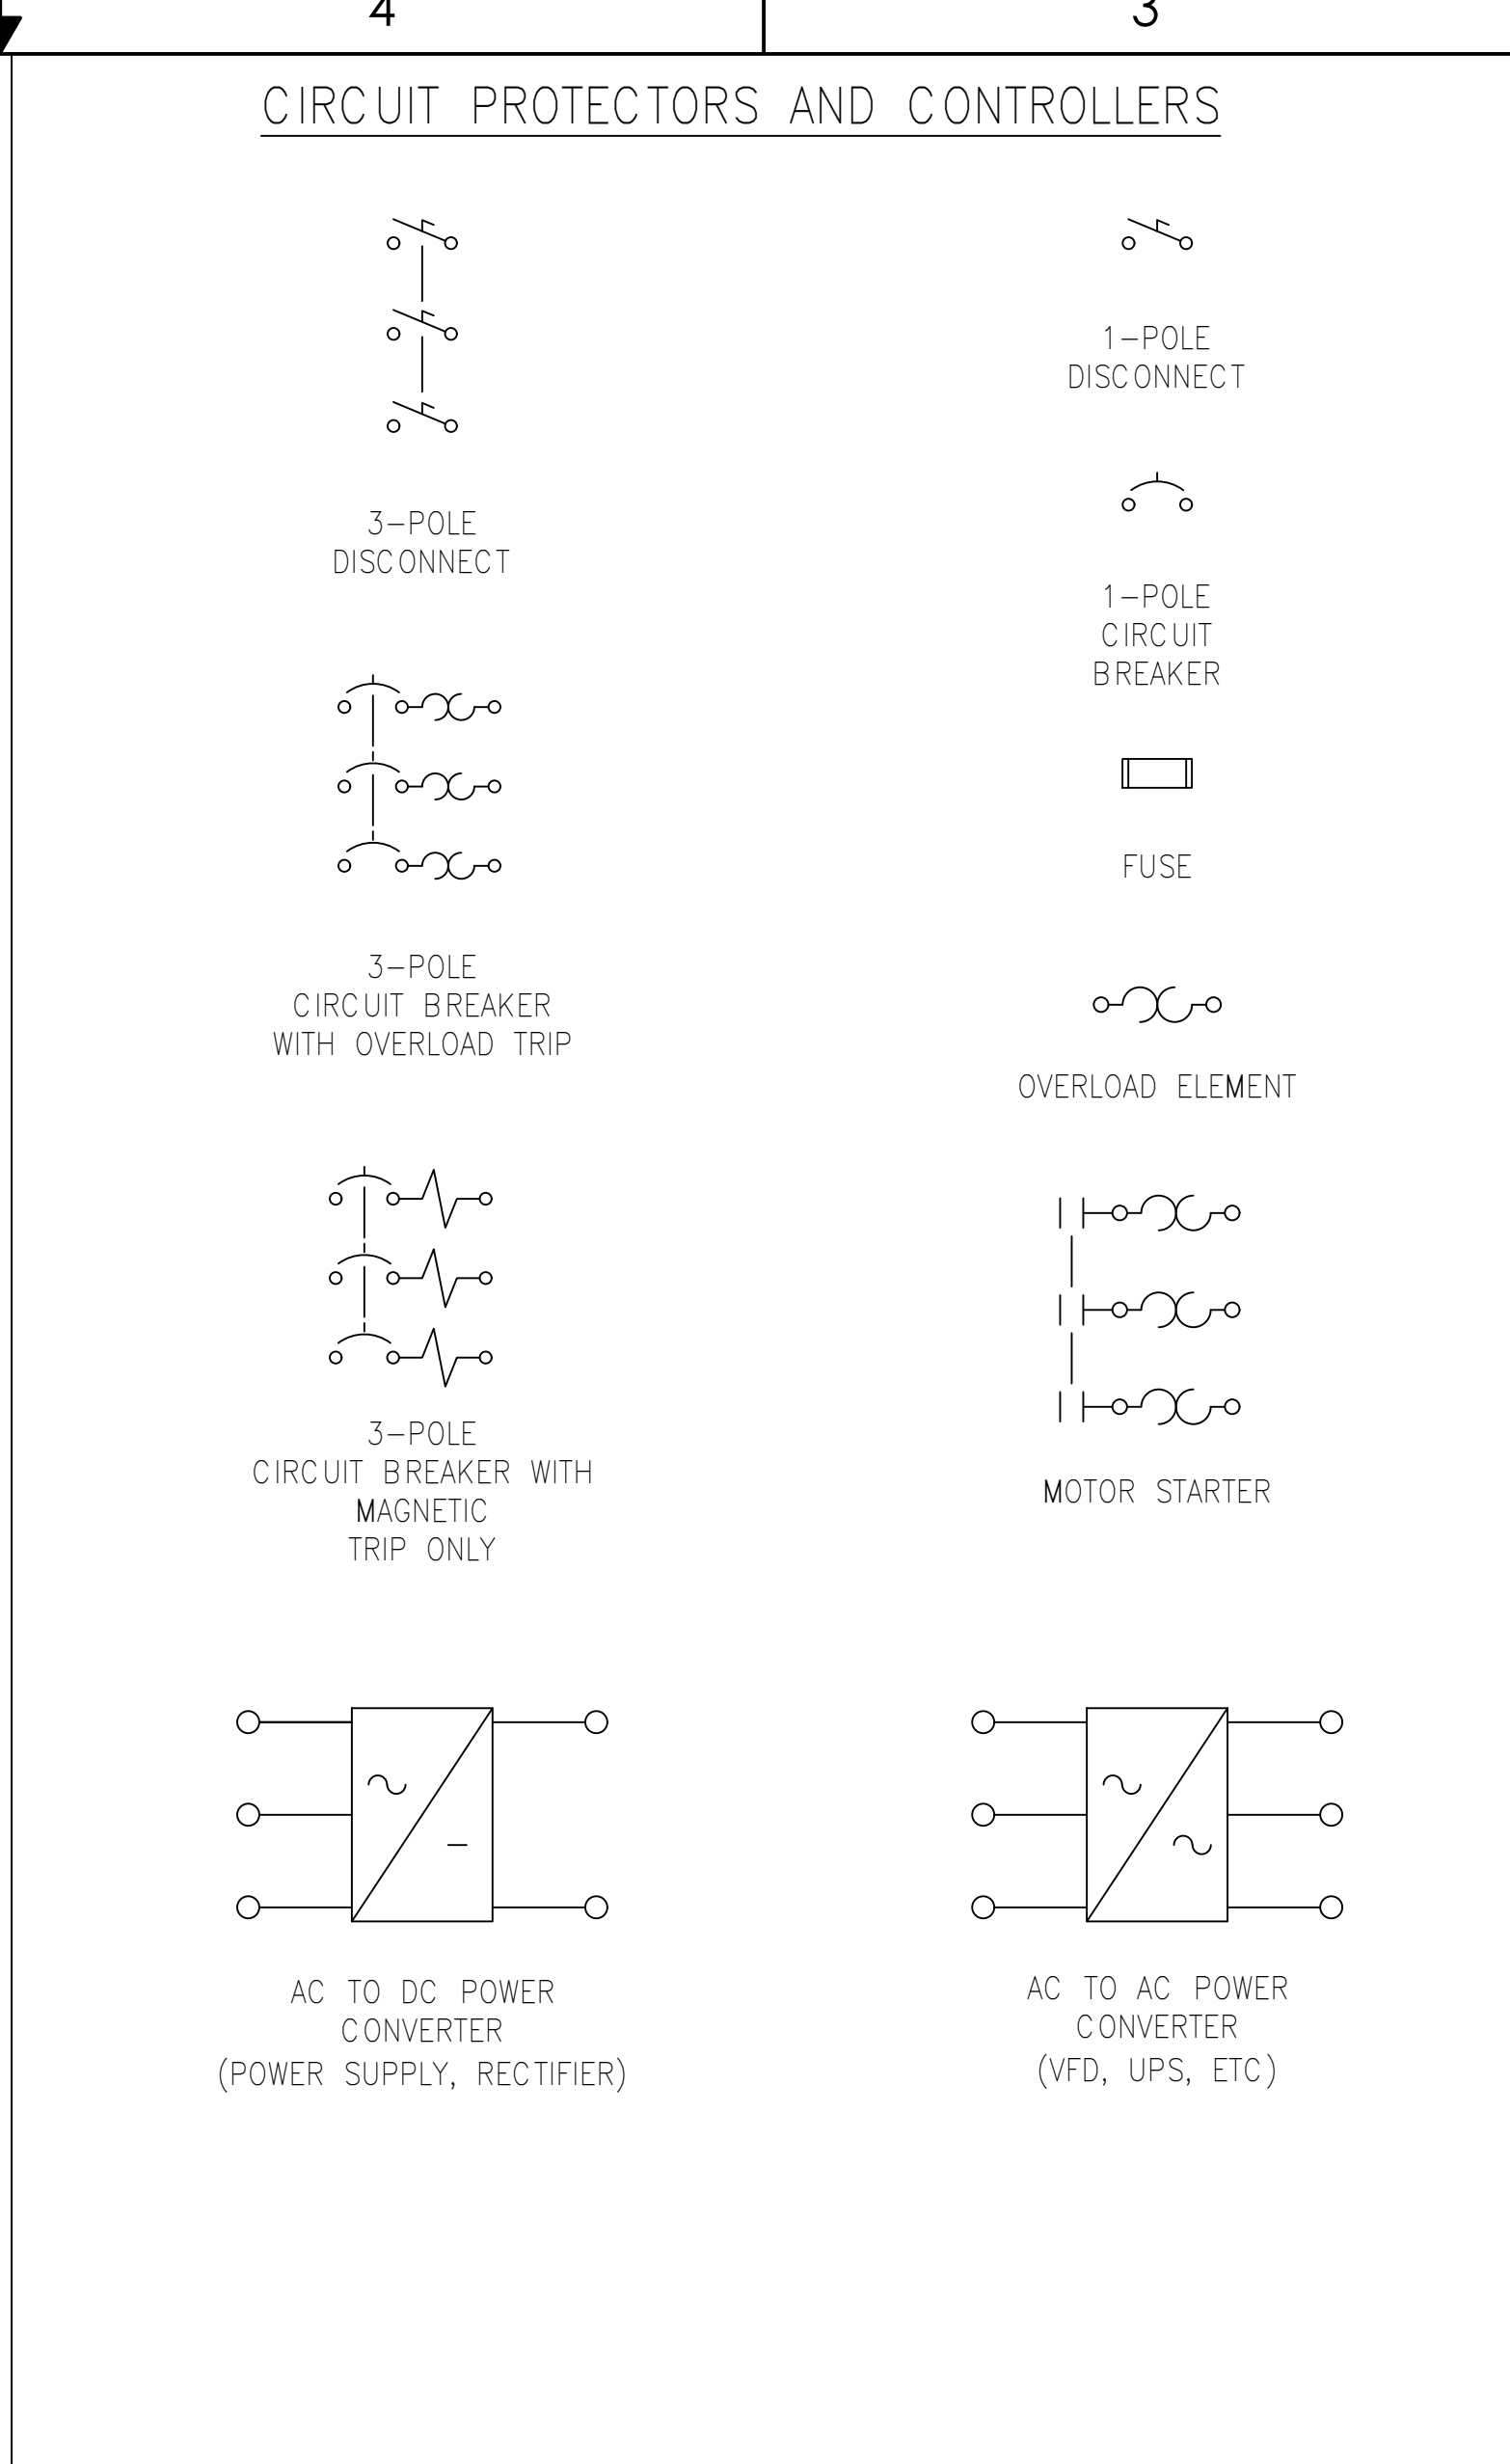 4
3
CIRCUIT PROTECTORS AND CONTROLLERS
3-POLE
DISCONNECT
1-POLE
DISCONNECT
1-POLE
CIRCUIT
BREAKER
3-POLE
CIRCUIT BREAKER
WITH OVERLOAD TRIP
FUSE
OVERLOAD ELEMENT
3-POLE
CIRCUIT BREAKER WITH
MAGNETIC
TRIP ONLY
MOTOR STARTER
AC TO DC POWER
CONVERTER
(POWER SUPPLY, RECTIFIER)
AC TO AC POWER
CONVERTER
(VFD, UPS, ETC)